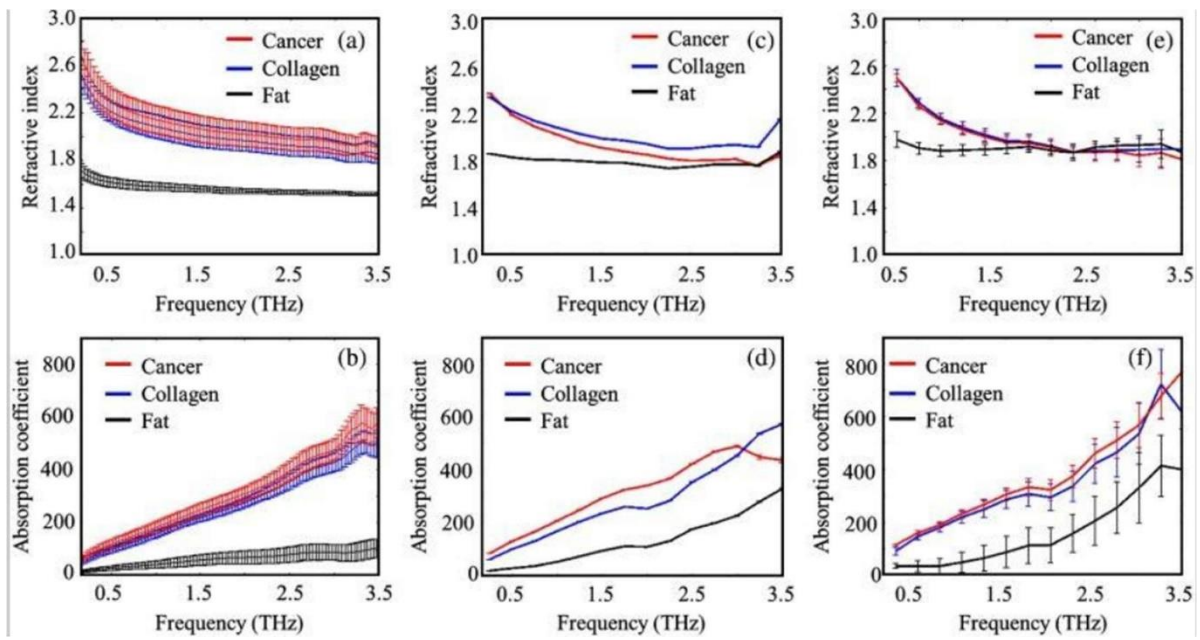 3.0
2.6
2.2
1.8
1.4
1.0
Refractive index
Cancer
Collagen
Fat
(a)
0.5 1.5 2.5 3.5
Frequency (THz)
3.0
2.6
2.2
1.8
1.4
1.0
Refractive index
Cancer
Collagen
Fat
(c)
0.5 1.5 2.5 3.5
Frequency (THz)
3.0
2.6
2.2
1.8
1.4
1.0
Refractive index
Cancer
Collagen
Fat
(e)
0.5 1.5 2.5 3.5
Frequency (THz)
800
600
400
200
0
Absorption coefficient
Cancer
Collagen
Fat
(b)
0.5 1.5 2.5 3.5
Frequency (THz)
800
600
400
200
0
Absorption coefficient
Cancer
Collagen
Fat
(d)
0.5 1.5 2.5 3.5
Frequency (THz)
800
600
400
200
0
Absorption coefficient
Cancer
Collagen
Fat
(f)
0.5 1.5 2.5 3.5
Frequency (THz)